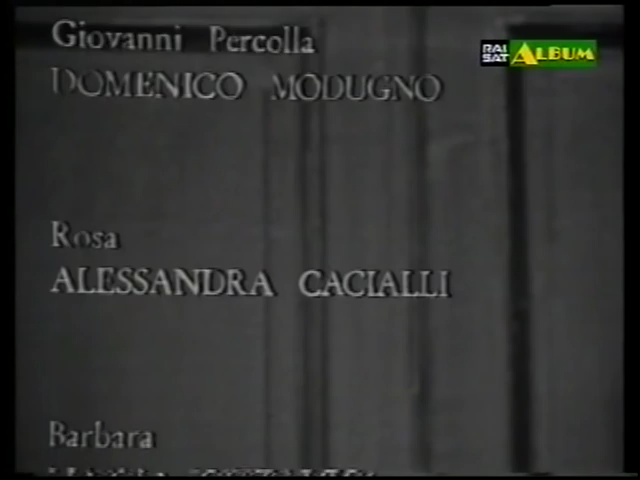 Giovanni Percolla
DOMENICO MODUGNO
RAI
SAT
ALBUM
Rosa
ALESSANDRA CACIALLI
Barbara